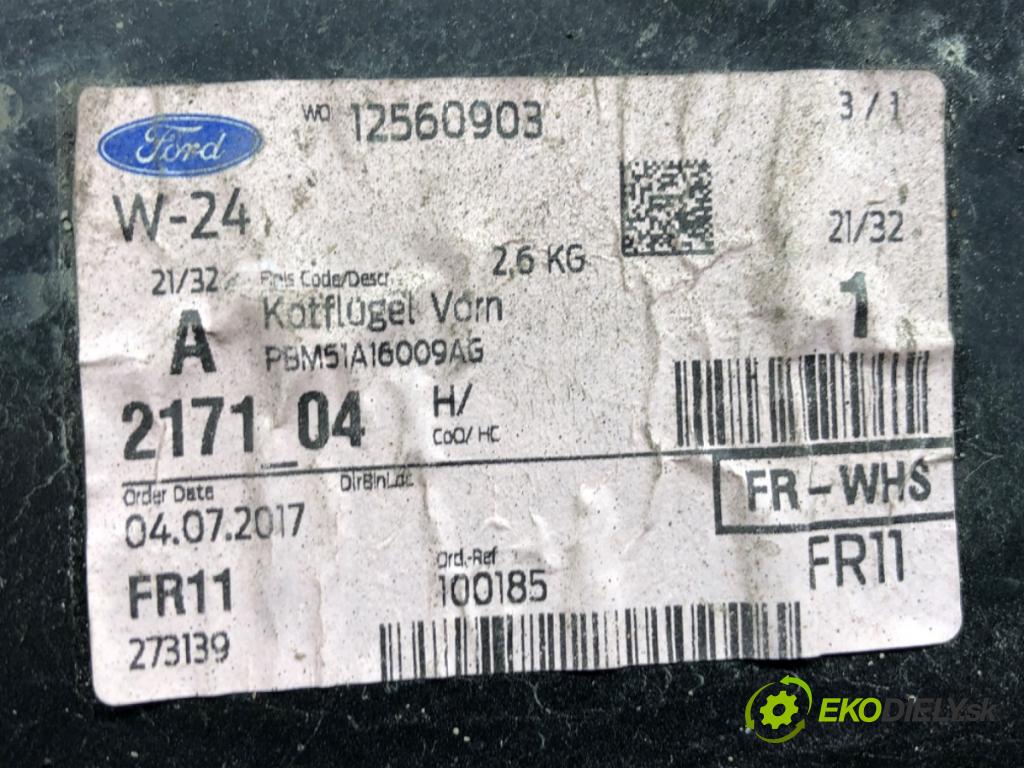 Ford
WO 12560903
3 / 1
W-24
21/32
21/32
Finis Code/Descr.
2,6 KG
A
Kotflügel Vorn
1
PBM51A16009AG
2171_04
H/
CoO/ HC
Order Date
DirBinLoc
FR-WHS
04.07.2017
Ord.-Ref
FR11
FR11
100185
273139
EKODIELY.sk